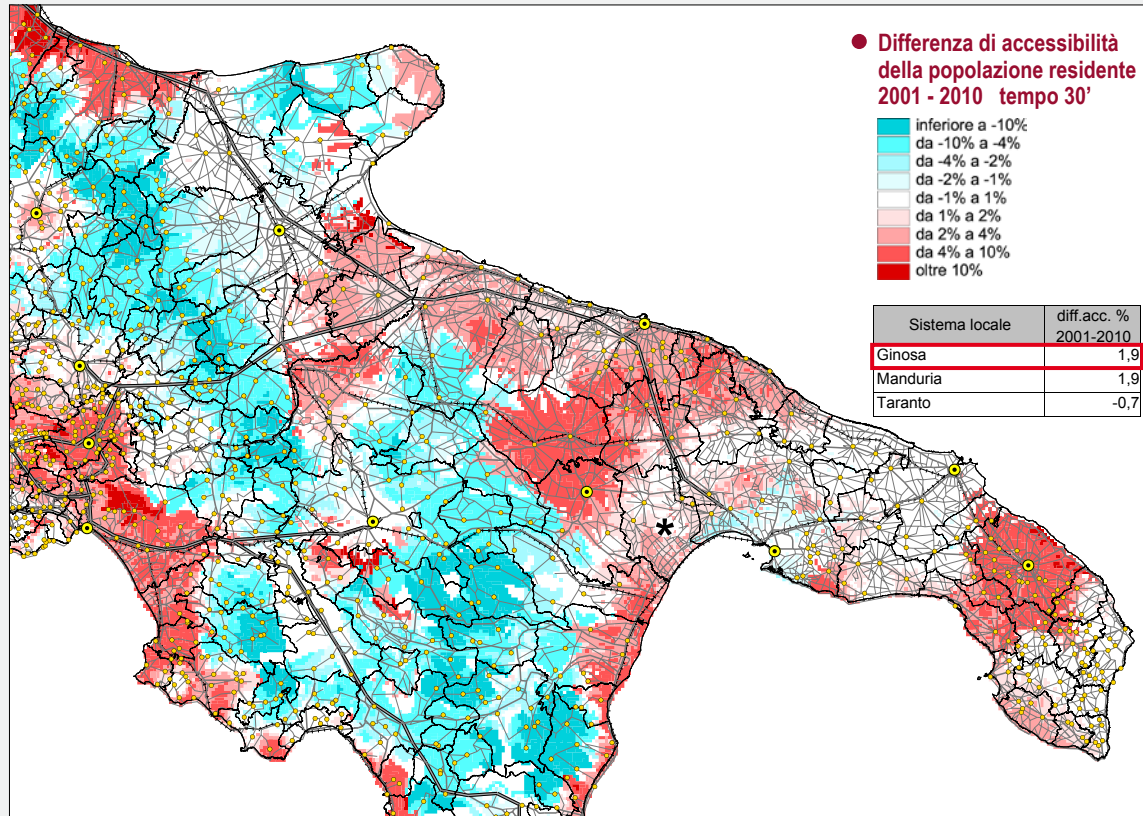 ● Differenza di accessibilità
della popolazione residente
2001 - 2010 tempo 30’
inferiore a -10%
da -10% a -4%
da -4% a -2%
da -2% a -1%
da -1% a 1%
da 1% a 2%
da 2% a 4%
da 4% a 10%
oltre 10%
Sistema locale diff.acc. % 2001-2010
Ginosa 1,9
Manduria 1,9
Taranto -0,7
*